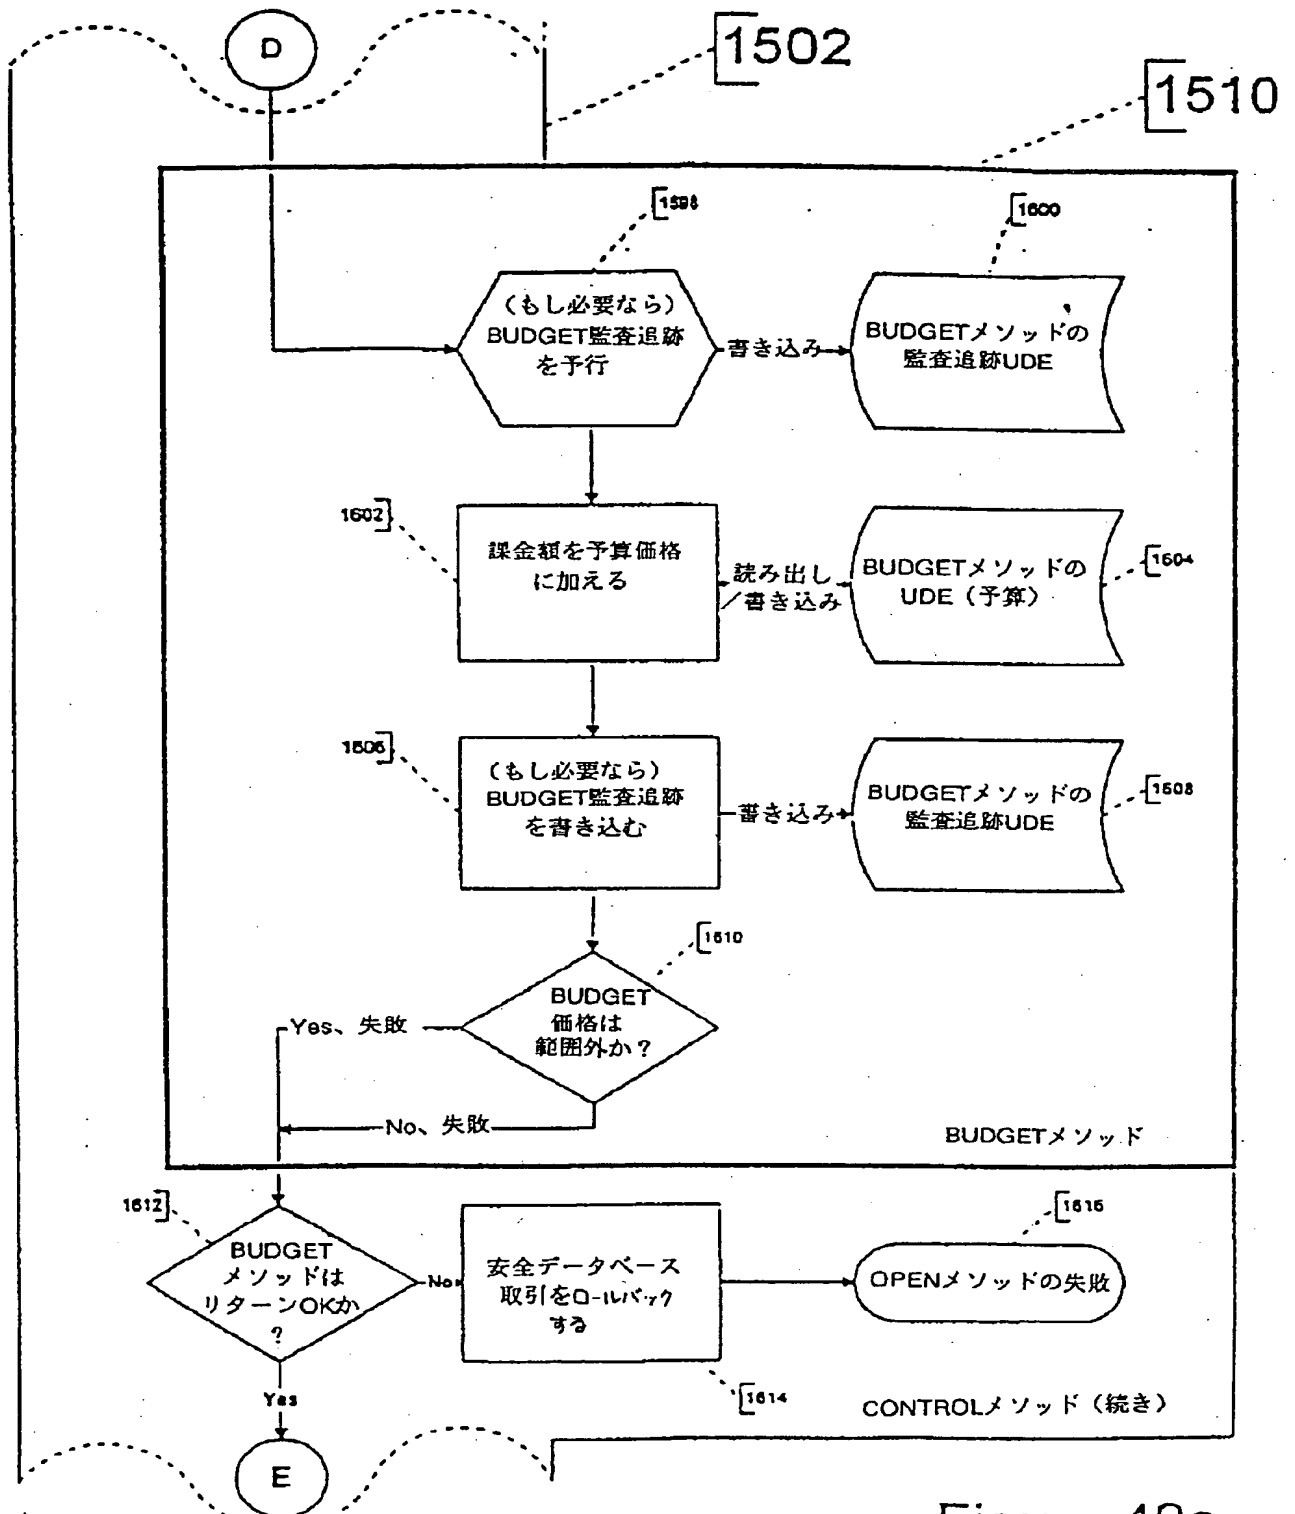 D
1502
1510
1598
1600
(もし必要なら)
BUDGET監査追跡
を予行
書き込み
BUDGETメソッドの
監査追跡UDE
1602
課金額を予算価格
に加える
読み出し
/書き込み
BUDGETメソッドの
UDE(予算)
1604
1606
(もし必要なら)
BUDGET監査追跡
を書き込む
書き込み
BUDGETメソッドの
監査追跡UDE
1608
1610
BUDGET
価格は
範囲外か?
Yes、失敗
No、失敗
BUDGETメソッド
1612
BUDGET
メソッドは
リターンOKか
?
No
安全データベース
取引をロールバック
する
1616
OPENメソッドの失敗
1614
Yes
CONTROLメソッド(続き)
E